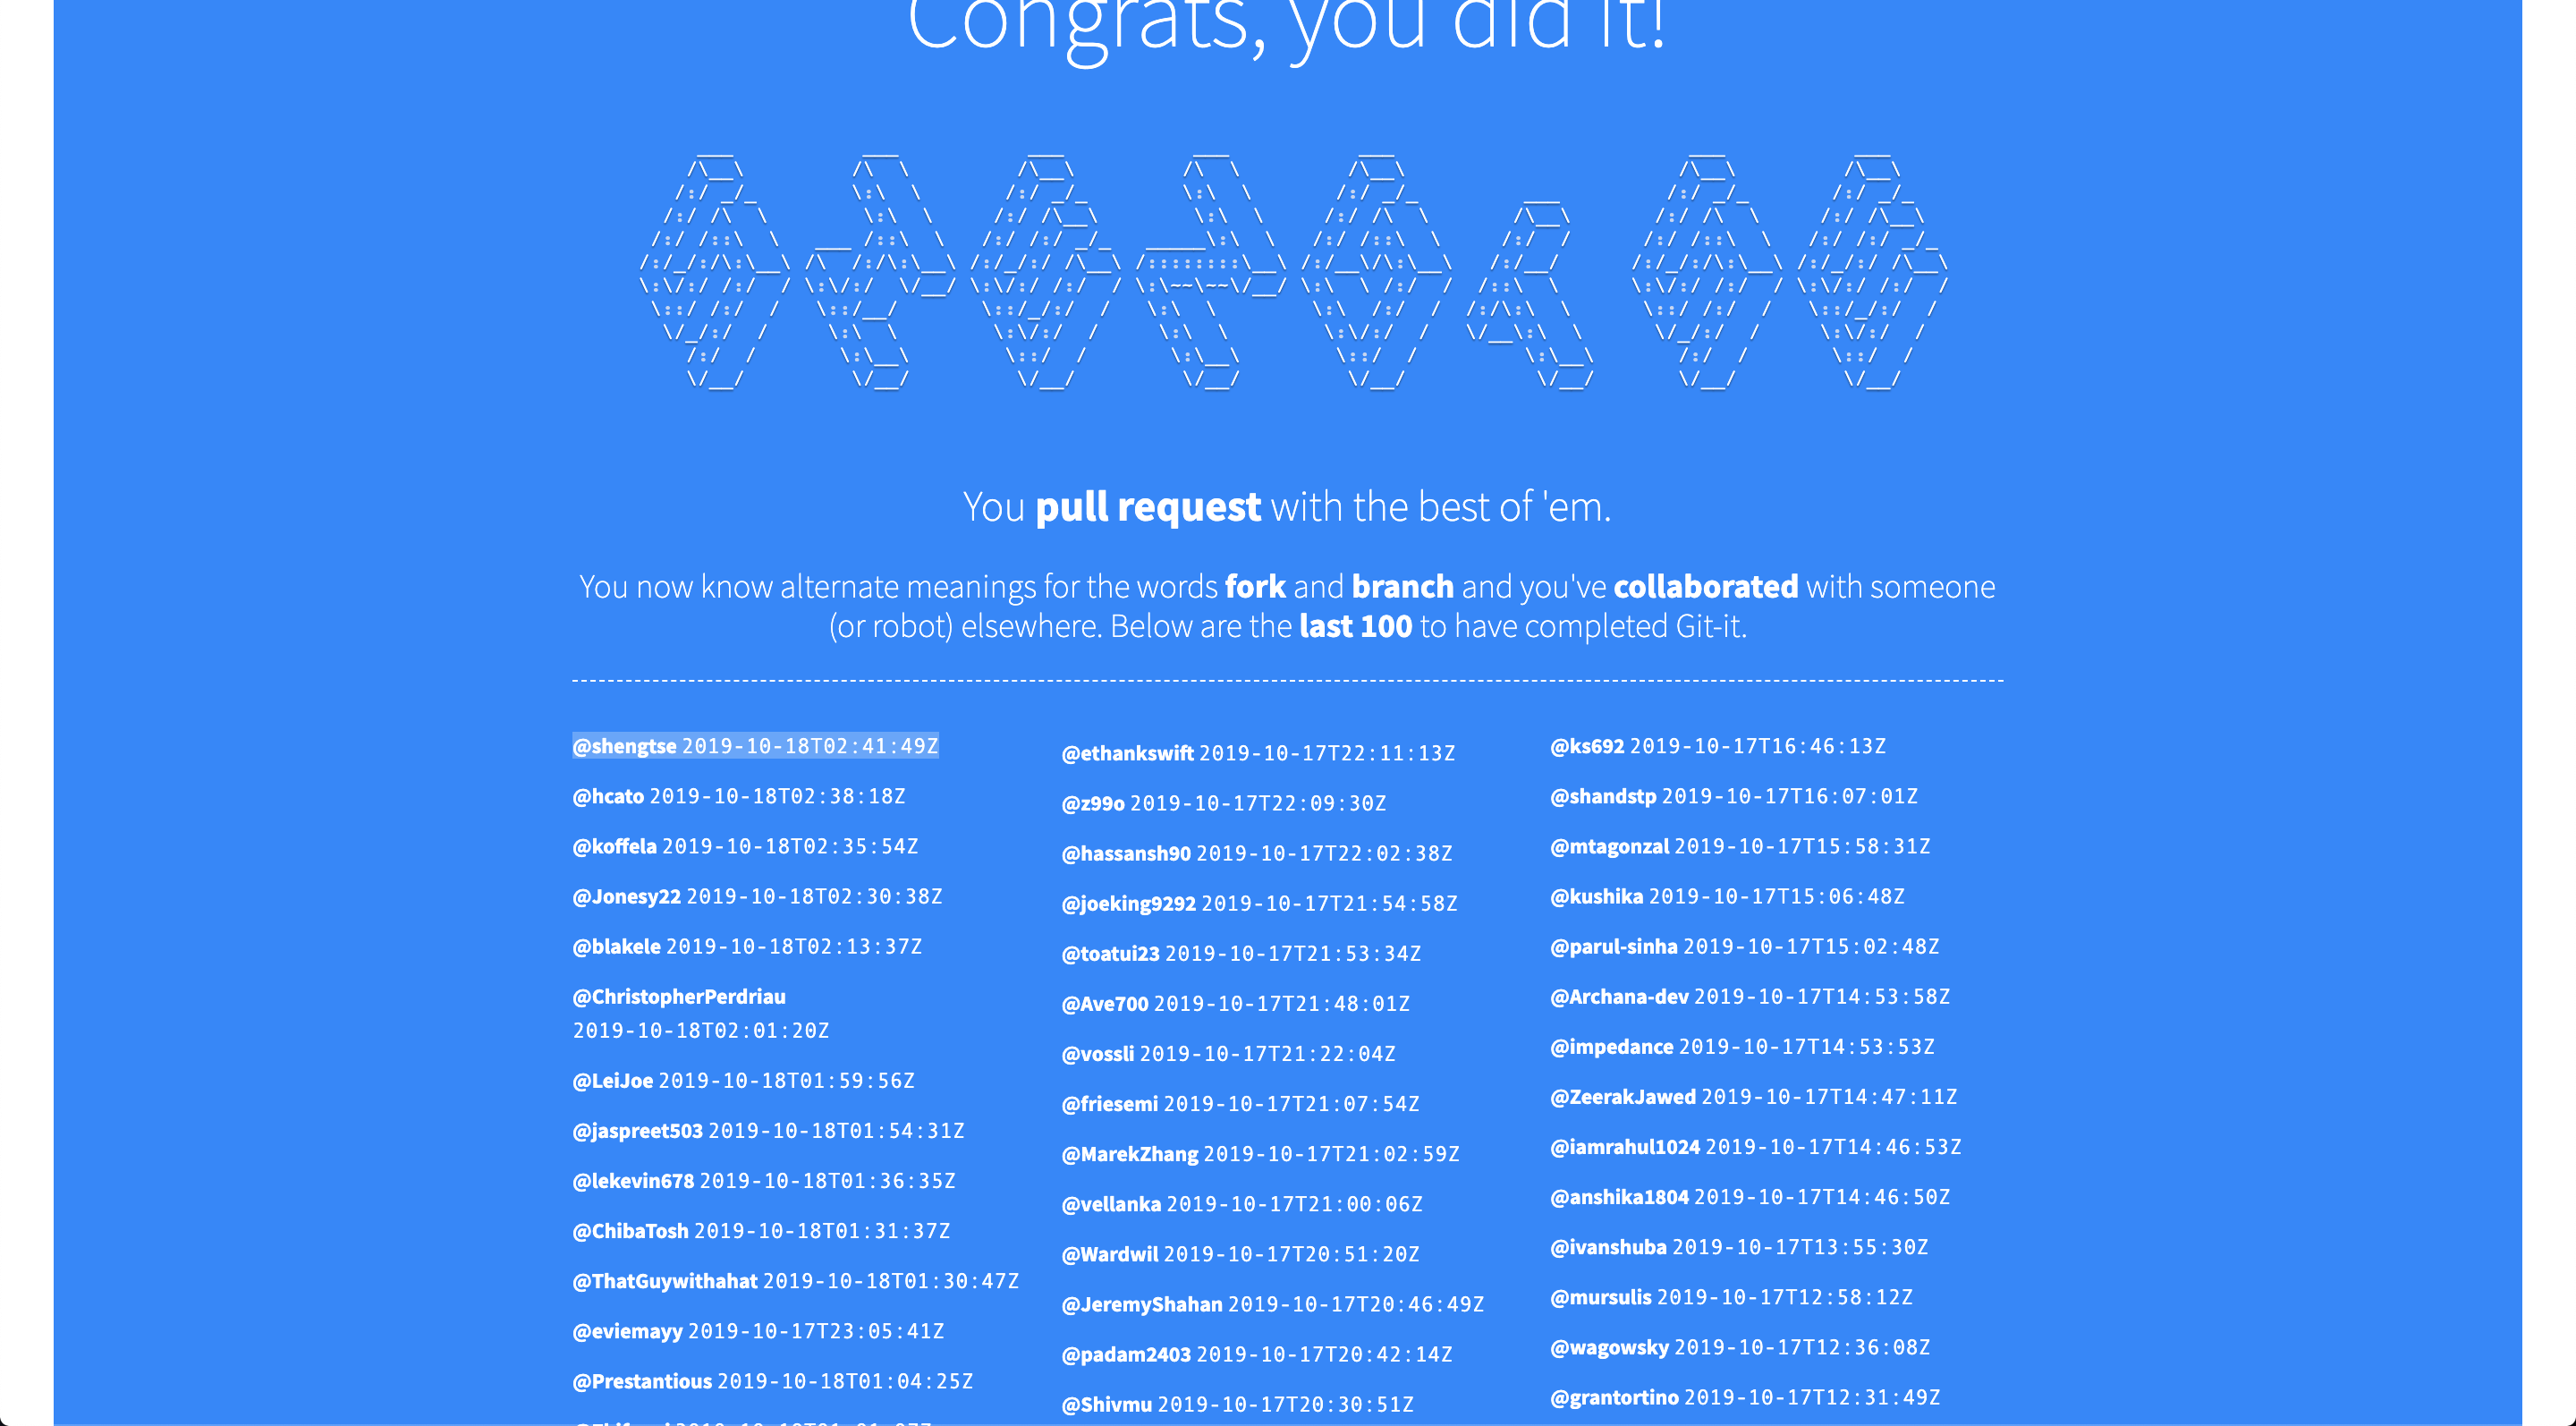 Congrats, you did it!
You pull request with the best of 'em.
You now know alternate meanings for the words fork and branch and you've collaborated with someone
(or robot) elsewhere. Below are the last 100 to have completed Git-it.
@shengtse 2019-10-18T02:41:49Z
@hcato 2019-10-18T02:38:18Z
@koffela 2019-10-18T02:35:54Z
@Jonesy22 2019-10-18T02:30:38Z
@blakele 2019-10-18T02:13:37Z
@ChristopherPerdriau
2019-10-18T02:01:20Z
@LeiJoe 2019-10-18T01:59:56Z
@jaspreet503 2019-10-18T01:54:31Z
@lekevin678 2019-10-18T01:36:35Z
@ChibaTosh 2019-10-18T01:31:37Z
@ThatGuywithahat 2019-10-18T01:30:47Z
@eviemayy 2019-10-17T23:05:41Z
@Prestantious 2019-10-18T01:04:25Z
@ethankswift 2019-10-17T22:11:13Z
@z99o 2019-10-17T22:09:30Z
@hassansh90 2019-10-17T22:02:38Z
@joeking9292 2019-10-17T21:54:58Z
@toatui23 2019-10-17T21:53:34Z
@Ave700 2019-10-17T21:48:01Z
@vossli 2019-10-17T21:22:04Z
@friesemi 2019-10-17T21:07:54Z
@MarekZhang 2019-10-17T21:02:59Z
@vellanka 2019-10-17T21:00:06Z
@Wardwil 2019-10-17T20:51:20Z
@JeremyShahan 2019-10-17T20:46:49Z
@padam2403 2019-10-17T20:42:14Z
@Shivmu 2019-10-17T20:30:51Z
@ks692 2019-10-17T16:46:13Z
@shandstp 2019-10-17T16:07:01Z
@mtagonzal 2019-10-17T15:58:31Z
@kushika 2019-10-17T15:06:48Z
@parul-sinha 2019-10-17T15:02:48Z
@Archana-dev 2019-10-17T14:53:58Z
@impedance 2019-10-17T14:53:53Z
@ZeerakJawed 2019-10-17T14:47:11Z
@iamrahul1024 2019-10-17T14:46:53Z
@anshika1804 2019-10-17T14:46:50Z
@ivanshuba 2019-10-17T13:55:30Z
@mursulis 2019-10-17T12:58:12Z
@wagowsky 2019-10-17T12:36:08Z
@grantortino 2019-10-17T12:31:49Z